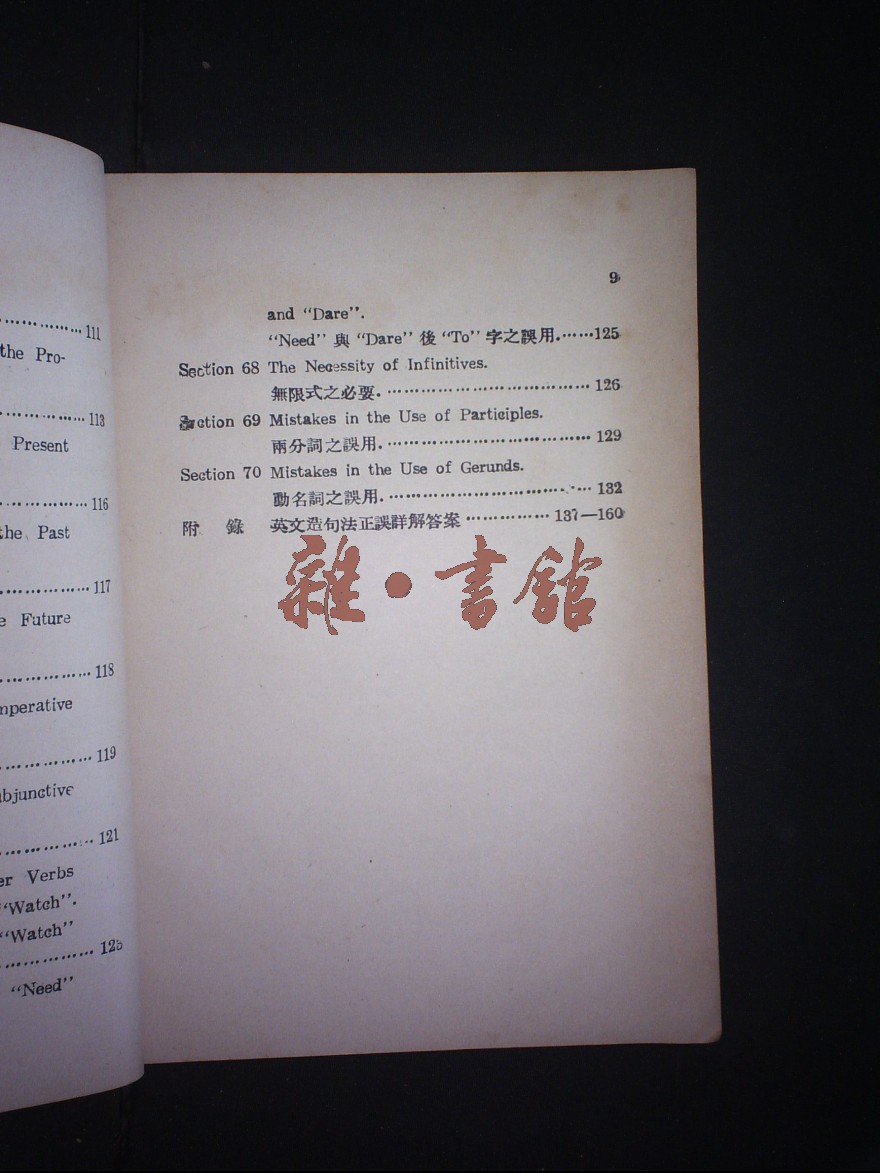 ………… 111
the Pro-
………… 113
Present
………… 116
the Past
………… 117
e Future
………… 118
mperative
………… 119
ubjunctive
………… 121
er Verbs
“Watch”.
“Watch”
………… 125
“Need”
9
and “Dare”.
“Need” 與 “Dare” 後 “To” 字之誤用.……125
Section 68 The Necessity of Infinitives.
無限式之必要. ………………………………… 126
Section 69 Mistakes in the Use of Participles.
兩分詞之誤用. ………………………………… 129
Section 70 Mistakes in the Use of Gerunds.
動名詞之誤用. ………………………………… 132
附 錄 英文造句法正誤詳解答案 …………… 137—160
雜·書館